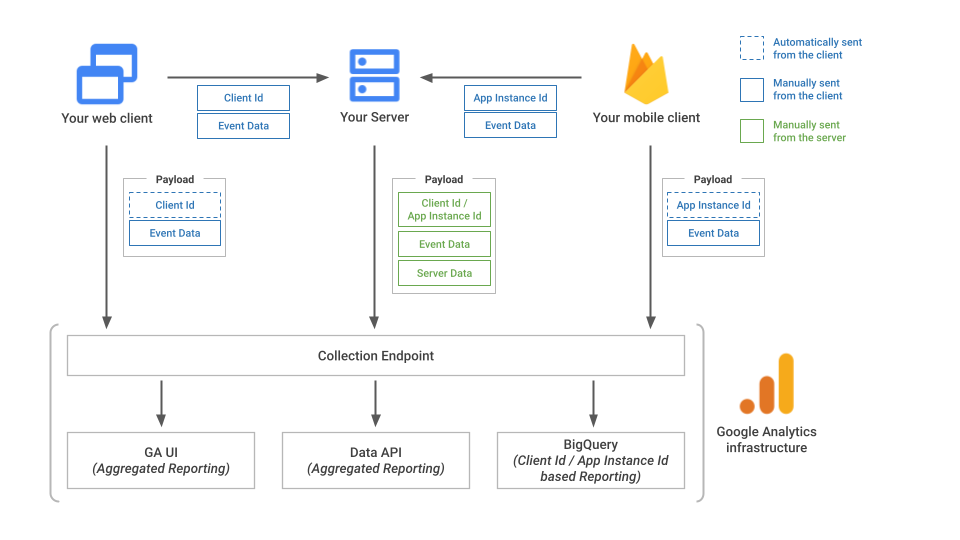 Automatically sent
from the client
Manually sent
from the client
Manually sent
from the server
Your web client
Client Id
Event Data
Your Server
App Instance Id
Event Data
Your mobile client
Payload
Client Id
Event Data
Payload
Client Id /
App Instance Id
Event Data
Server Data
Payload
App Instance Id
Event Data
Collection Endpoint
GA UI
(Aggregated Reporting)
Data API
(Aggregated Reporting)
BigQuery
(Client Id / App Instance Id
based Reporting)
Google Analytics
infrastructure